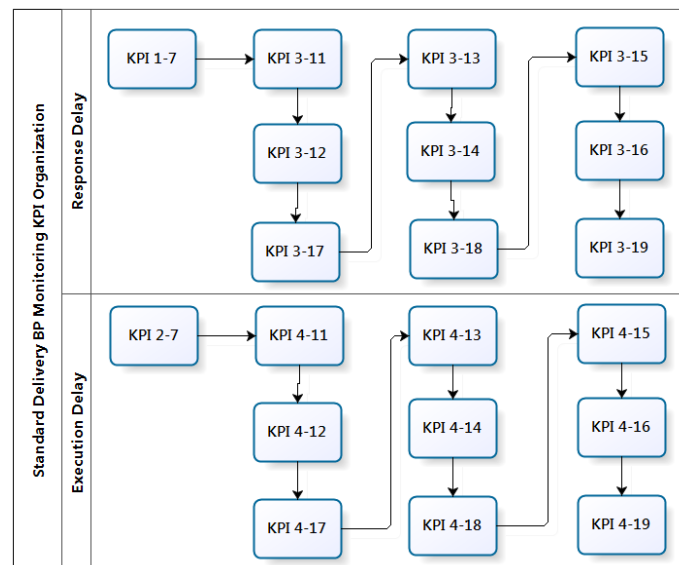 Standard Delivery BP Monitoring KPI Organization
Response Delay
KPI 1-7
KPI 3-11
KPI 3-12
KPI 3-17
KPI 3-13
KPI 3-14
KPI 3-18
KPI 3-15
KPI 3-16
KPI 3-19
Execution Delay
KPI 2-7
KPI 4-11
KPI 4-12
KPI 4-17
KPI 4-13
KPI 4-14
KPI 4-18
KPI 4-15
KPI 4-16
KPI 4-19